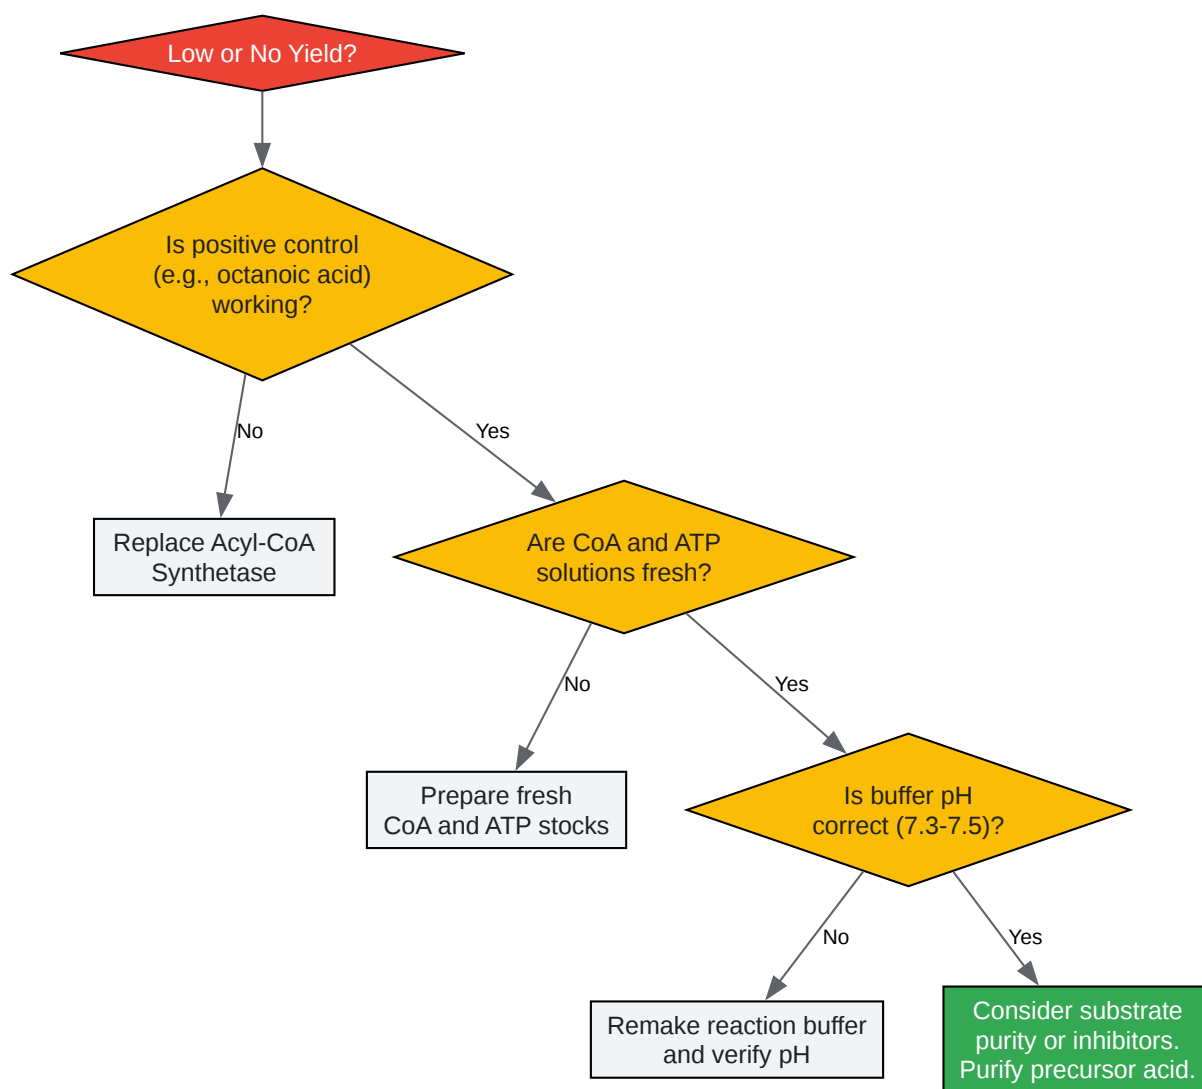 Low or No Yield?
Is positive control
(e.g., octanoic acid)
working?
No
Yes
Replace Acyl-CoA
Synthetase
Are CoA and ATP
solutions fresh?
No
Yes
Prepare fresh
CoA and ATP stocks
Is buffer pH
correct (7.3-7.5)?
No
Yes
Remake reaction buffer
and verify pH
Consider substrate
purity or inhibitors.
Purify precursor acid.